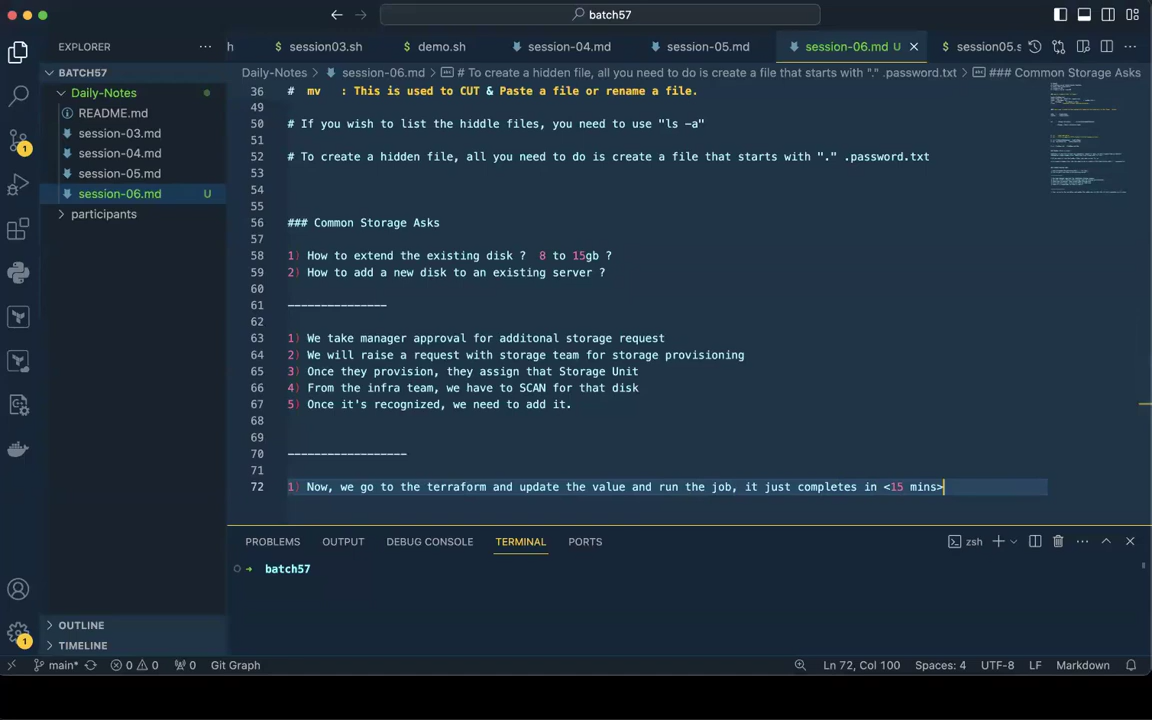 batch57
EXPLORER
h
session03.sh
demo.sh
session-04.md
session-05.md
session-06.md U
session05.s
BATCH57
Daily-Notes > session-06.md > # To create a hidden file, all you need to do is create a file that starts with "." .password.txt > ### Common Storage Asks
Daily-Notes
README.md
session-03.md
session-04.md
session-05.md
session-06.md U
participants
36 # mv : This is used to CUT & Paste a file or rename a file.
49
50 # If you wish to list the hiddle files, you need to use "ls -a"
51
52 # To create a hidden file, all you need to do is create a file that starts with "." .password.txt
53
54
55
56 ### Common Storage Asks
57
58 1) How to extend the existing disk ? 8 to 15gb ?
59 2) How to add a new disk to an existing server ?
60
61 ---------------
62
63 1) We take manager approval for additonal storage request
64 2) We will raise a request with storage team for storage provisioning
65 3) Once they provision, they assign that Storage Unit
66 4) From the infra team, we have to SCAN for that disk
67 5) Once it's recognized, we need to add it.
68
69
70 ------------------
71
72 1) Now, we go to the terraform and update the value and run the job, it just completes in <15 mins>
PROBLEMS OUTPUT DEBUG CONSOLE TERMINAL PORTS
zsh
batch57
OUTLINE
TIMELINE
1
1
main* 0 0 0 Git Graph
Ln 72, Col 100 Spaces: 4 UTF-8 LF Markdown